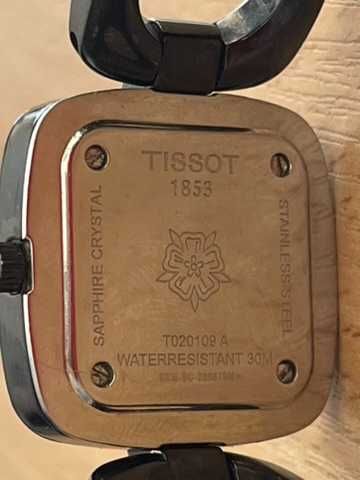 TISSOT
1853
SAPPHIRE CRYSTAL
STAINLESS STEEL
T020109 A
WATERRESISTANT 30M